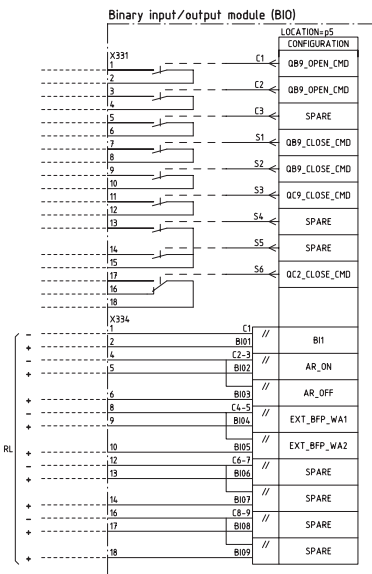 Binary input/output module (BIO)
LOCATION=p5
CONFIGURATION
X331
1 C1 QB9_OPEN_CMD
2
3 C2 QB9_OPEN_CMD
4
5 C3 SPARE
6
7 S1 QB9_CLOSE_CMD
8
9 S2 QB9_CLOSE_CMD
10
11 S3 QC9_CLOSE_CMD
12
13 S4 SPARE
14 S5 SPARE
15
17 S6 QC2_CLOSE_CMD
16
18
X334
- 1 C1 // BI1
+ 2 BI01
- 4 C2-3 // AR_ON
+ 5 BI02
// AR_OFF
+ 6 BI03
- 8 C4-5 // EXT_BFP_WA1
+ 9 BI04
// EXT_BFP_WA2
RL
+ 10 BI05
- 12 C6-7 // SPARE
+ 13 BI06
// SPARE
+ 14 BI07
- 16 C8-9 // SPARE
+ 17 BI08
// SPARE
+ 18 BI09